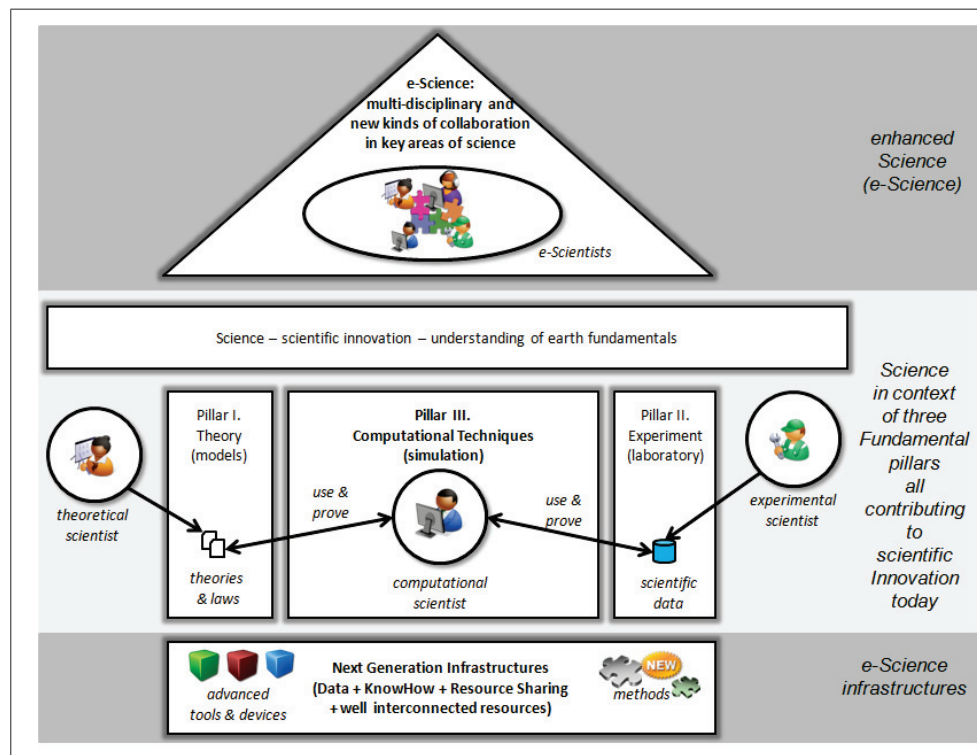 e-Science:
multi-disciplinary and
new kinds of collaboration
in key areas of science
e-Scientists
enhanced
Science
(e-Science)
Science – scientific innovation – understanding of earth fundamentals
Pillar I.
Theory
(models)
Pillar III.
Computational Techniques
(simulation)
Pillar II.
Experiment
(laboratory)
theoretical
scientist
use &
prove
use &
prove
experimental
scientist
theories
& laws
computational
scientist
scientific
data
Science
in context
of three
Fundamental
pillars
all
contributing
to
scientific
Innovation
today
advanced
tools & devices
Next Generation Infrastructures
(Data + KnowHow + Resource Sharing
+ well interconnected resources)
NEW
methods
e-Science
infrastructures